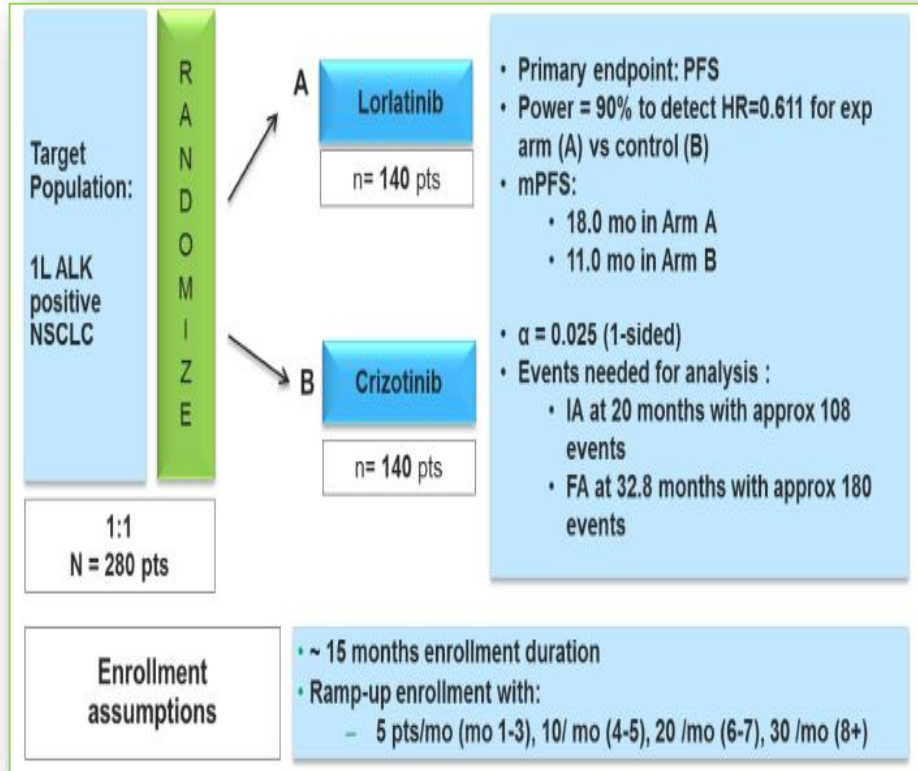 Target
Population:
1L ALK
positive
NSCLC
R
A
N
D
O
M
I
Z
E
1:1
N = 280 pts
A
Lorlatinib
n= 140 pts
B
Crizotinib
n= 140 pts
• Primary endpoint: PFS
• Power = 90% to detect HR=0.611 for exp
arm (A) vs control (B)
• mPFS:
• 18.0 mo in Arm A
• 11.0 mo in Arm B
• α = 0.025 (1-sided)
• Events needed for analysis :
• IA at 20 months with approx 108
events
• FA at 32.8 months with approx 180
events
Enrollment
assumptions
• ~ 15 months enrollment duration
• Ramp-up enrollment with:
– 5 pts/mo (mo 1-3), 10/ mo (4-5), 20 /mo (6-7), 30 /mo (8+)